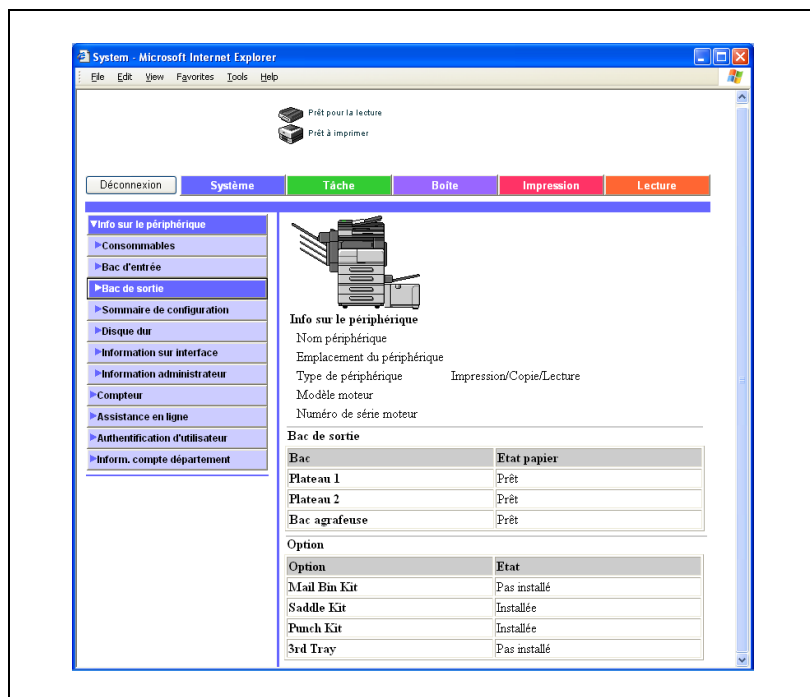 System - Microsoft Internet Explorer
File Edit View Favorites Tools Help
Prêt pour la lecture
Prêt à imprimer
Déconnexion Système Tâche Boîte Impression Lecture
Info sur le périphérique
Consommables
Bac d'entrée
Bac de sortie
Sommaire de configuration
Disque dur
Information sur interface
Information administrateur
Compteur
Assistance en ligne
Authentification d'utilisateur
Inform. compte département
Info sur le périphérique
Nom périphérique
Emplacement du périphérique
Type de périphérique Impression/Copie/Lecture
Modèle moteur
Numéro de série moteur
Bac de sortie
Bac Etat papier
Plateau 1 Prêt
Plateau 2 Prêt
Bac agrafeuse Prêt
Option
Option Etat
Mail Bin Kit Pas installé
Saddle Kit Installée
Punch Kit Installée
3rd Tray Pas installé